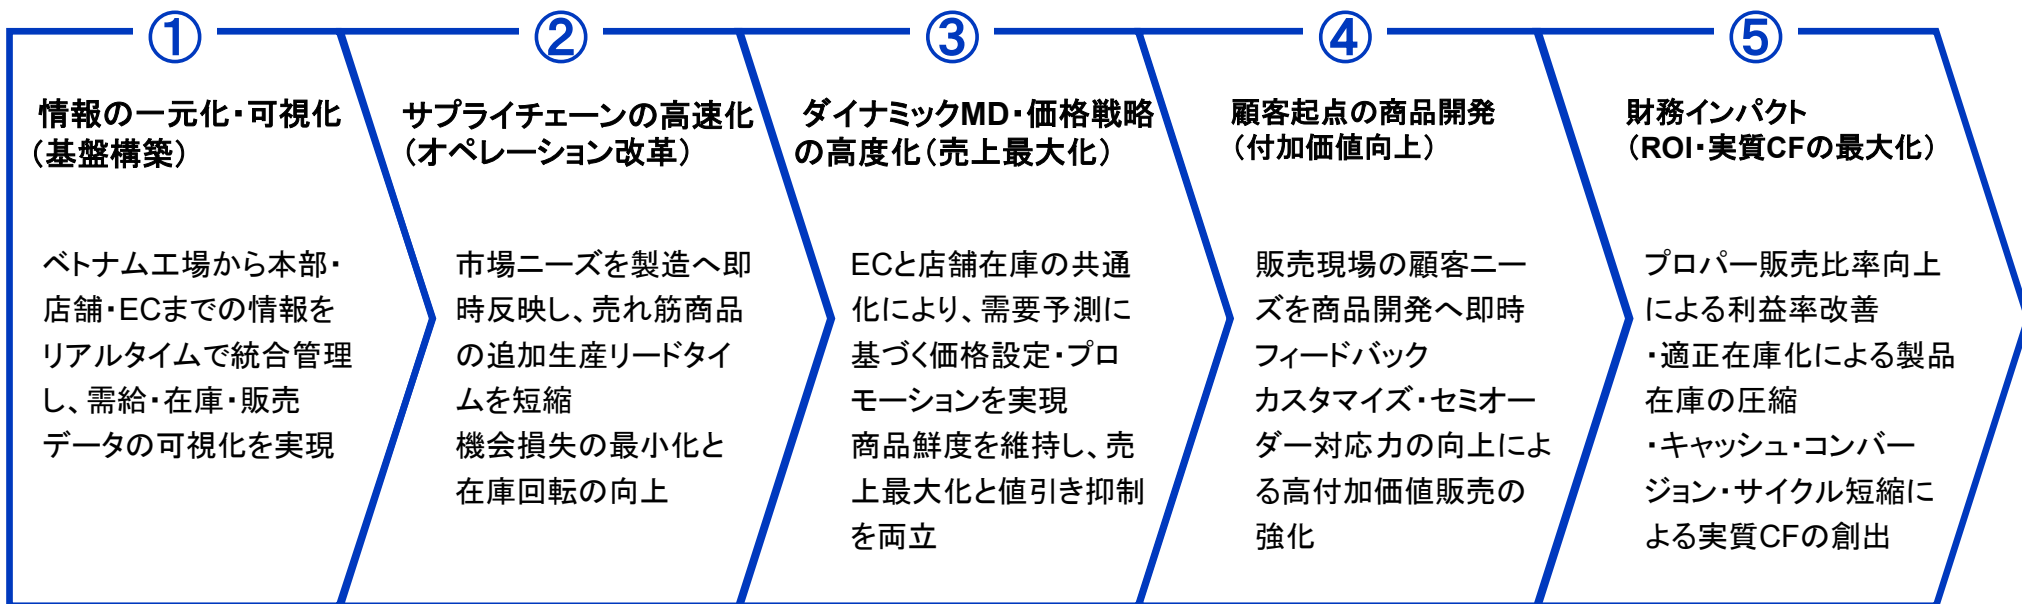 ①
情報の一元化・可視化
（基盤構築）
ベトナム工場から本部・
店舗・ECまでの情報を
リアルタイムで統合管理
し、需給・在庫・販売
データの可視化を実現
②
サプライチェーンの高速化
（オペレーション改革）
市場ニーズを製造へ即
時反映し、売れ筋商品
の追加生産リードタイ
ムを短縮
機会損失の最小化と
在庫回転の向上
③
ダイナミックMD・価格戦略
の高度化（売上最大化）
ECと店舗在庫の共通
化により、需要予測に
基づく価格設定・プロ
モーションを実現
商品鮮度を維持し、売
上最大化と値引き抑制
を両立
④
顧客起点の商品開発
（付加価値向上）
販売現場の顧客ニー
ズを商品開発へ即時
フィードバック
カスタマイズ・セミオー
ダー対応力の向上によ
る高付加価値販売の
強化
⑤
財務インパクト
（ROI・実質CFの最大化）
プロパー販売比率向上
による利益率改善
・適正在庫化による製品
在庫の圧縮
・キャッシュ・コンバー
ジョン・サイクル短縮に
よる実質CFの創出